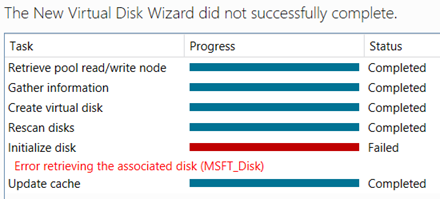 The New Virtual Disk Wizard did not successfully complete.
Task Progress Status
Retrieve pool read/write node Completed
Gather information Completed
Create virtual disk Completed
Rescan disks Completed
Initialize disk Failed
Error retrieving the associated disk (MSFT_Disk)
Update cache Completed